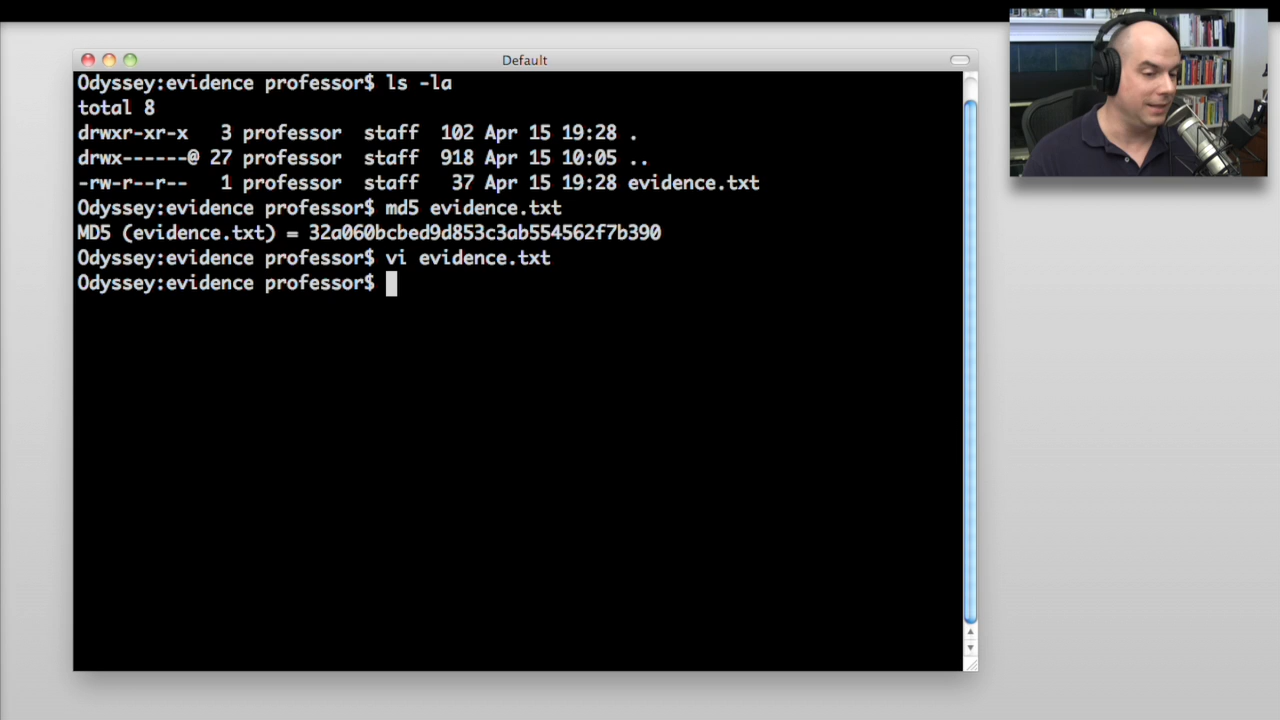 Default
Odyssey:evidence professor$ ls -la
total 8
drwxr-xr-x   3 professor  staff  102 Apr 15 19:28 .
drwx------@ 27 professor  staff  918 Apr 15 10:05 ..
-rw-r--r--   1 professor  staff   37 Apr 15 19:28 evidence.txt
Odyssey:evidence professor$ md5 evidence.txt
MD5 (evidence.txt) = 32a060bcbed9d853c3ab554562f7b390
Odyssey:evidence professor$ vi evidence.txt
Odyssey:evidence professor$